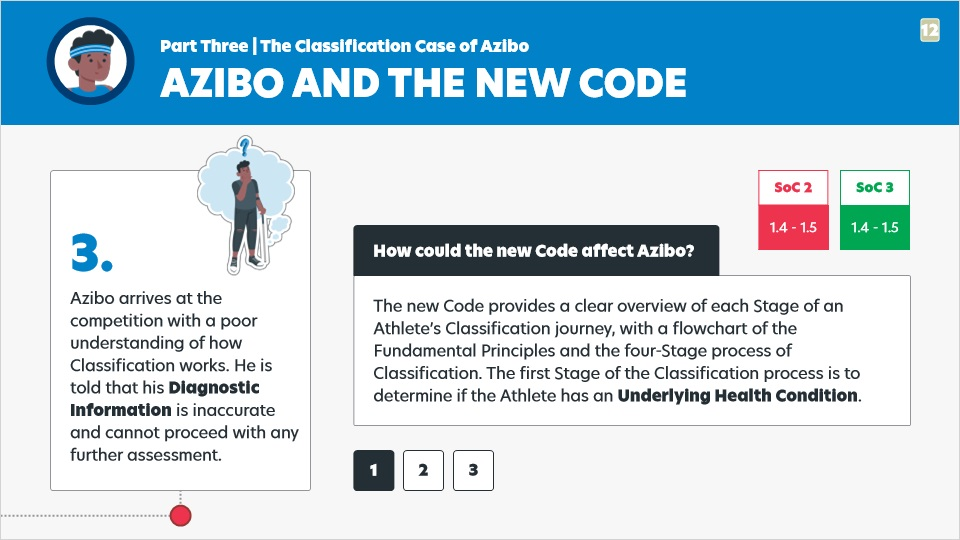 Part Three | The Classification Case of Azibo
AZIBO AND THE NEW CODE
12
?
3.
Azibo arrives at the
competition with a poor
understanding of how
Classification works. He is
told that his Diagnostic
Information is inaccurate
and cannot proceed with any
further assessment.
SoC 2
1.4 - 1.5
SoC 3
1.4 - 1.5
How could the new Code affect Azibo?
The new Code provides a clear overview of each Stage of an
Athlete's Classification journey, with a flowchart of the
Fundamental Principles and the four-Stage process of
Classification. The first Stage of the Classification process is to
determine if the Athlete has an Underlying Health Condition.
1
2
3